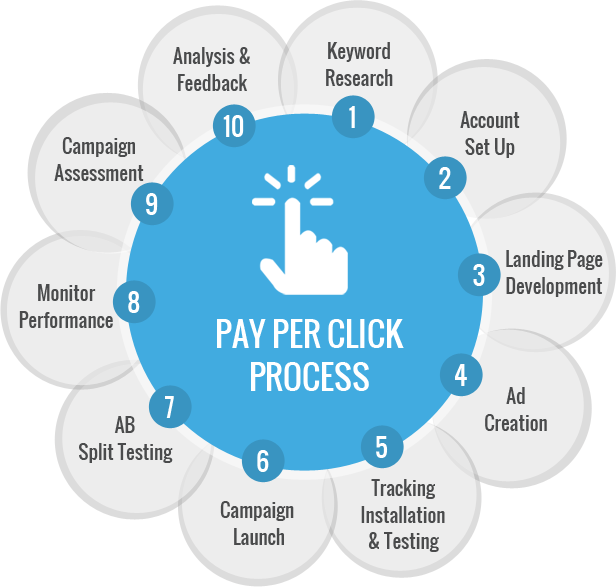 PAY PER CLICK
PROCESS
1
Keyword
Research
2
Account
Set Up
3
Landing Page
Development
4
Ad
Creation
5
Tracking
Installation
& Testing
6
Campaign
Launch
7
AB
Split Testing
8
Monitor
Performance
9
Campaign
Assessment
10
Analysis &
Feedback